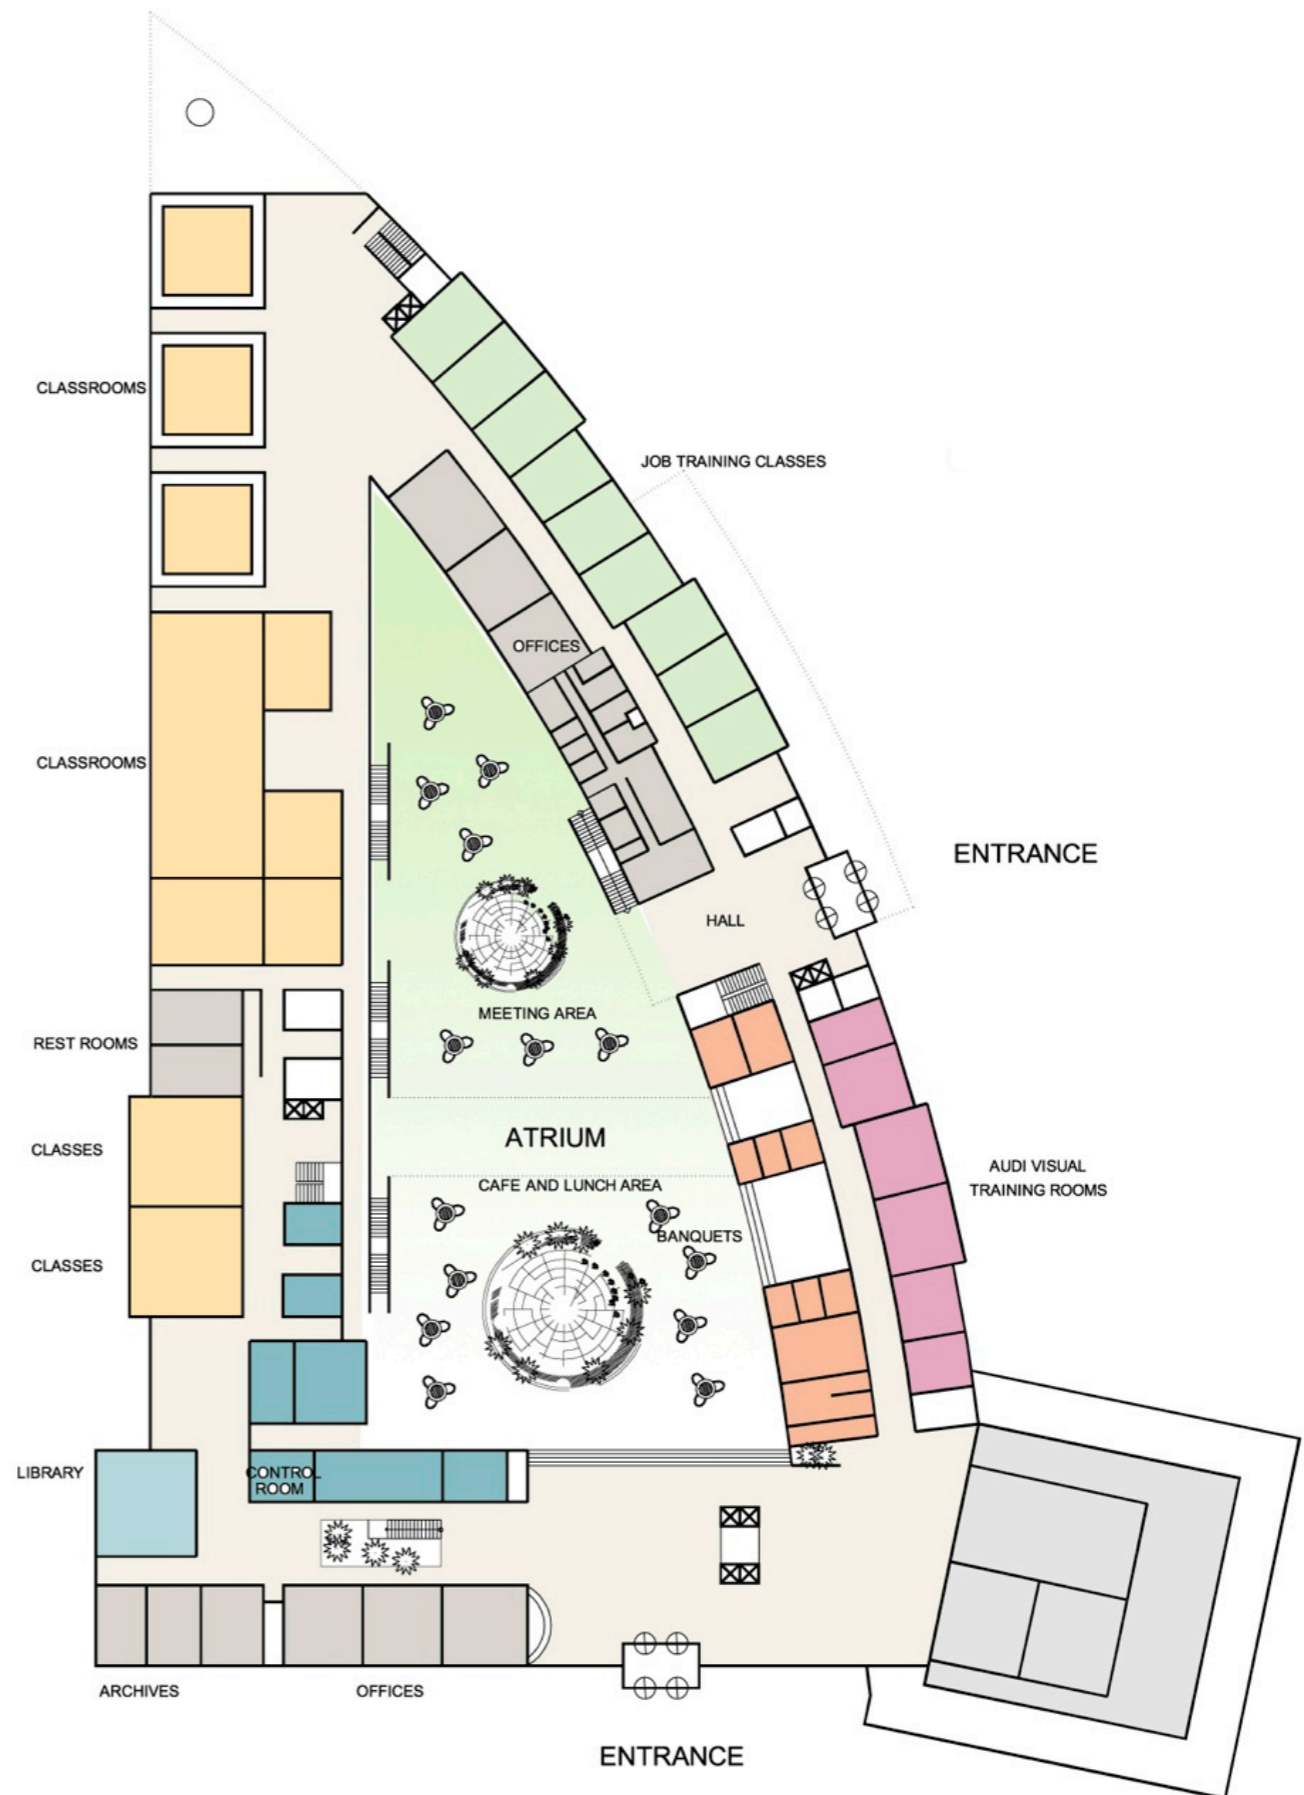 CLASSROOMS
JOB TRAINING CLASSES
OFFICES
CLASSROOMS
ENTRANCE
HALL
MEETING AREA
REST ROOMS
ATRIUM
CLASSES
CAFE AND LUNCH AREA
AUDI VISUAL
TRAINING ROOMS
BANQUETS
CLASSES
LIBRARY
CONTROL
ROOM
ARCHIVES
OFFICES
ENTRANCE